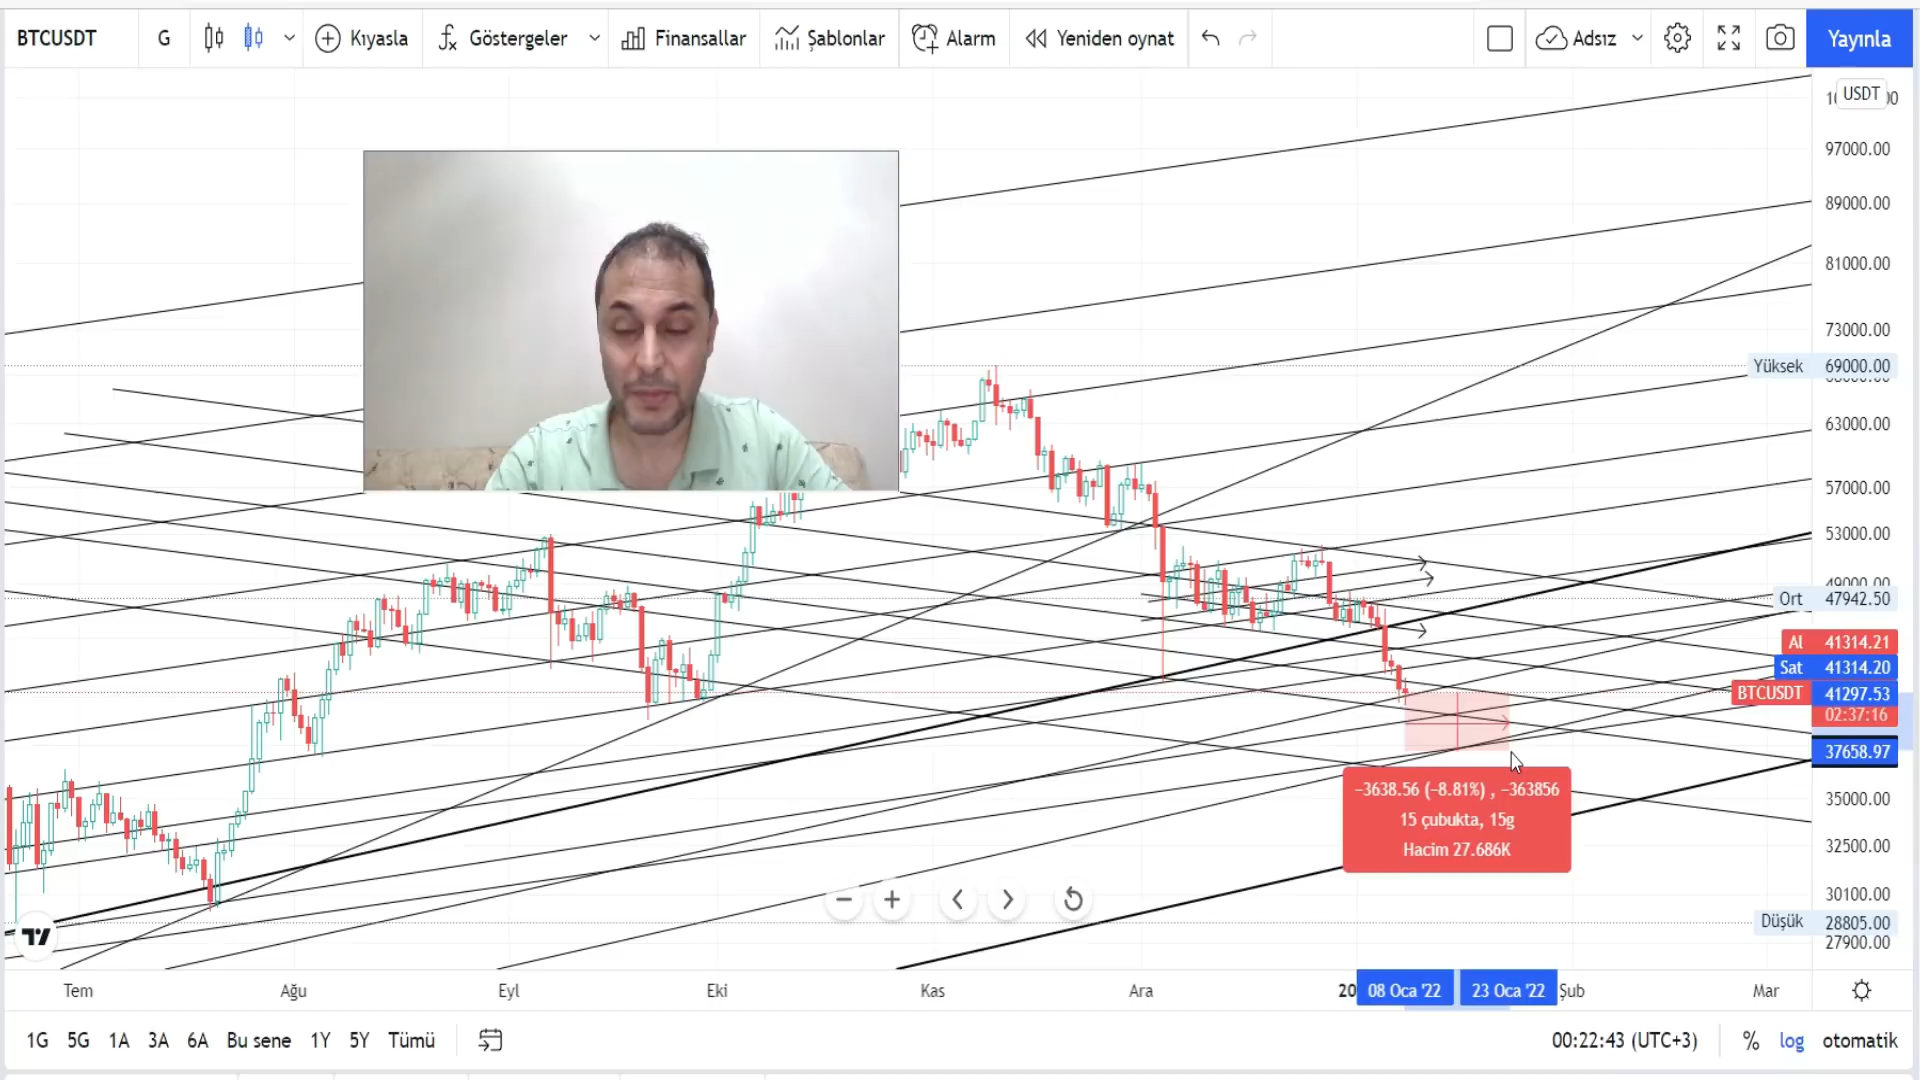 BTCUSDT G Kıyasla Göstergeler Finansallar Şablonlar Alarm Yeniden oynat Adsız Yayınla
USDT
97000.00
89000.00
81000.00
73000.00
Yüksek 69000.00
63000.00
57000.00
53000.00
49000.00
Ort 47942.50
Al 41314.21
Sat 41314.20
BTCUSDT 41297.53
02:37:16
37658.97
−3638.56 (−8.81%) , −363856
15 çubukta, 15g
Hacim 27.686K
35000.00
32500.00
30100.00
Düşük 28805.00
27900.00
Tem Ağu Eyl Eki Kas Ara 20 08 Oca '22 23 Oca '22 Şub Mar
1G 5G 1A 3A 6A Bu sene 1Y 5Y Tümü 00:22:43 (UTC+3) % log otomatik